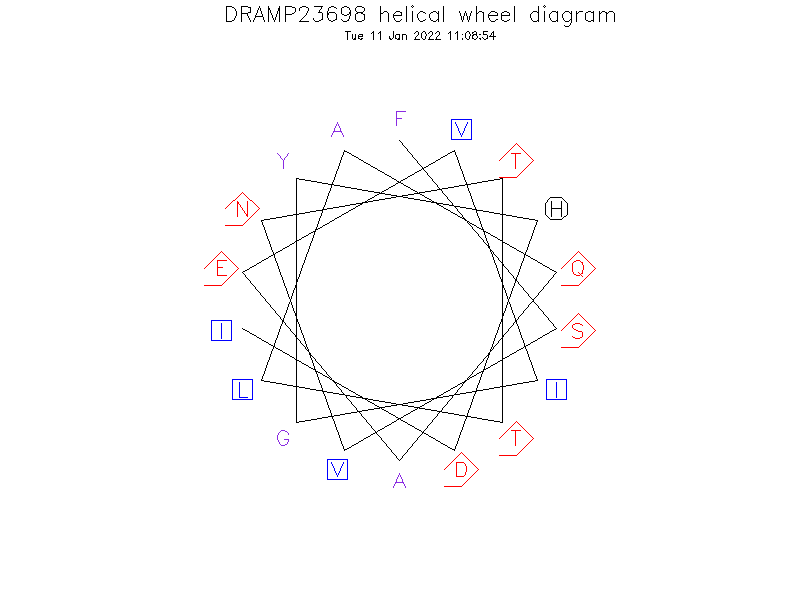 DRAMP23698 helical wheel diagram
Tue 11 Jan 2022 11:08:54
F
A V
Y T
N H
E Q
I S
L I
G T
V D
A